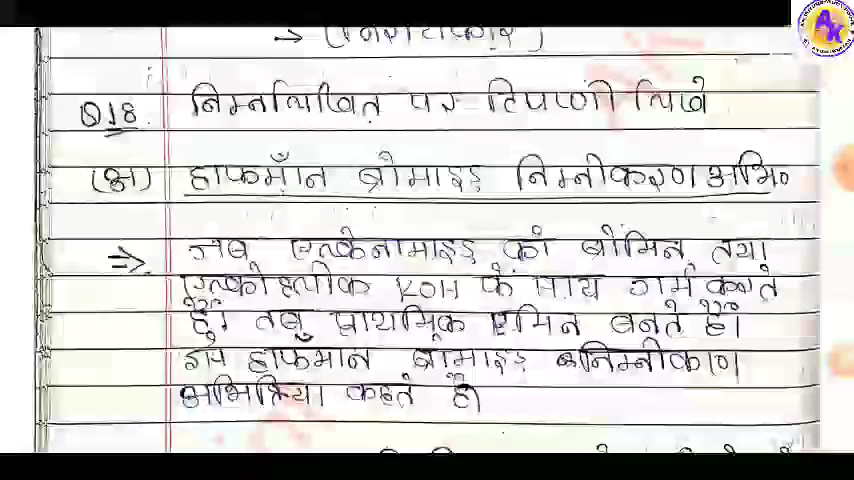 Q18. निम्नलिखित पर टिपणी लिखे
(अ) हाफमाँन ब्रोमाइड निम्नीकरण अभि०
⇒ जब एल्केनामाइड को ब्रोमिन तथा
एल्कोहलीक KOH के साथ गर्म करते
है। तब प्राथमिक एमिन बनते है।
इसे हाफमान ब्रोमाइड निम्नीकरण
अभिक्रिया कहते है।
AK